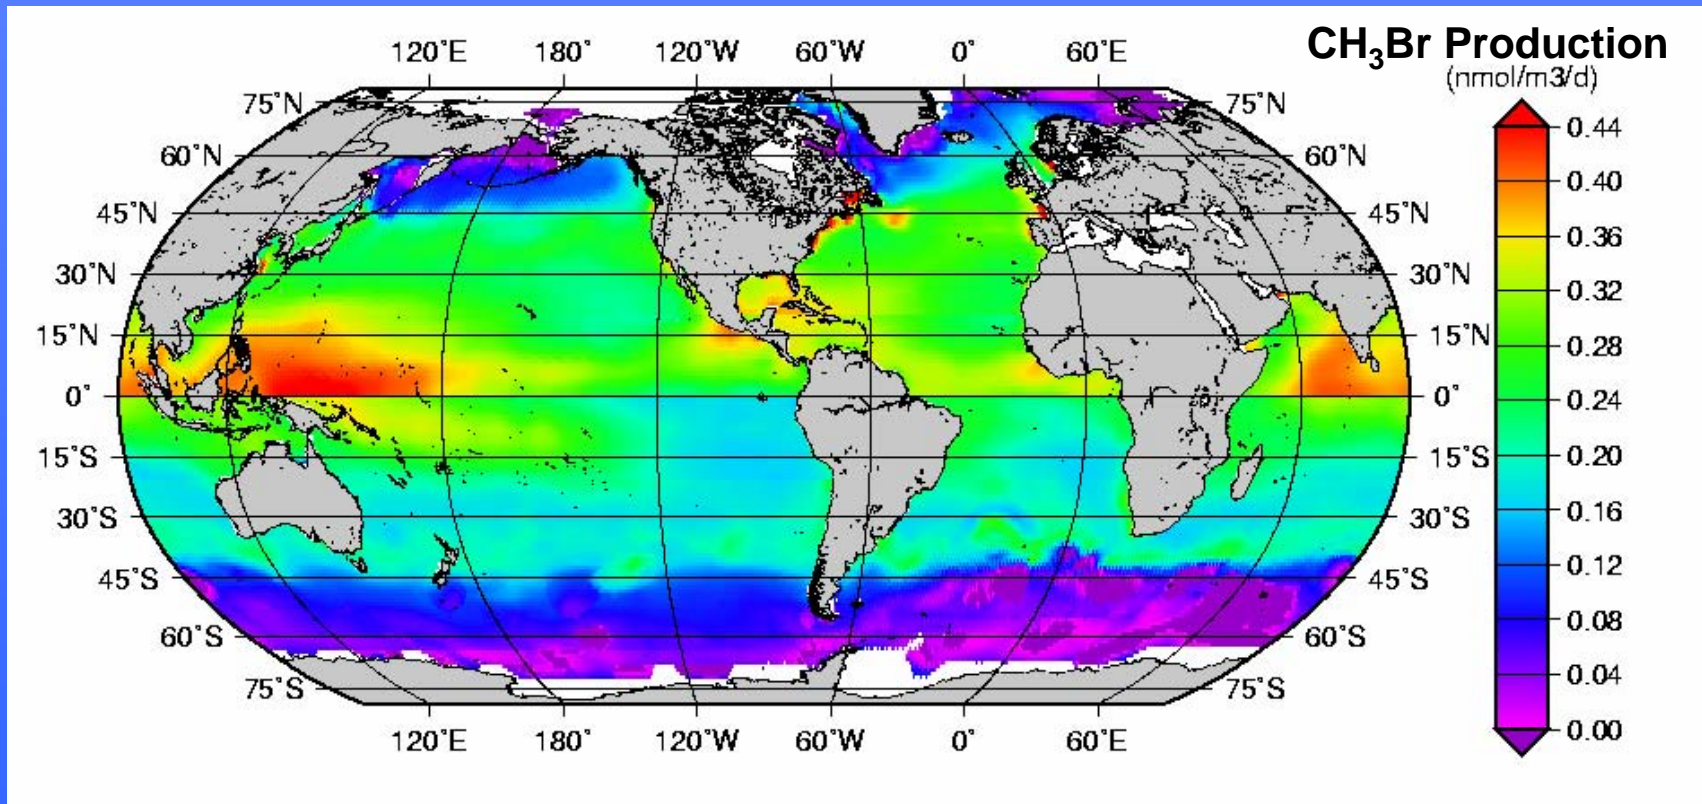 CH₃Br Production
(nmol/m3/d)
120°E 180° 120°W 60°W 0° 60°E
75°N 75°N 0.44
60°N 60°N 0.40
45°N 45°N 0.36
30°N 30°N 0.32
15°N 15°N 0.28
0° 0° 0.24
15°S 15°S 0.20
30°S 30°S 0.16
45°S 45°S 0.12
60°S 60°S 0.08
75°S 75°S 0.04
120°E 180° 120°W 60°W 0° 60°E 0.00